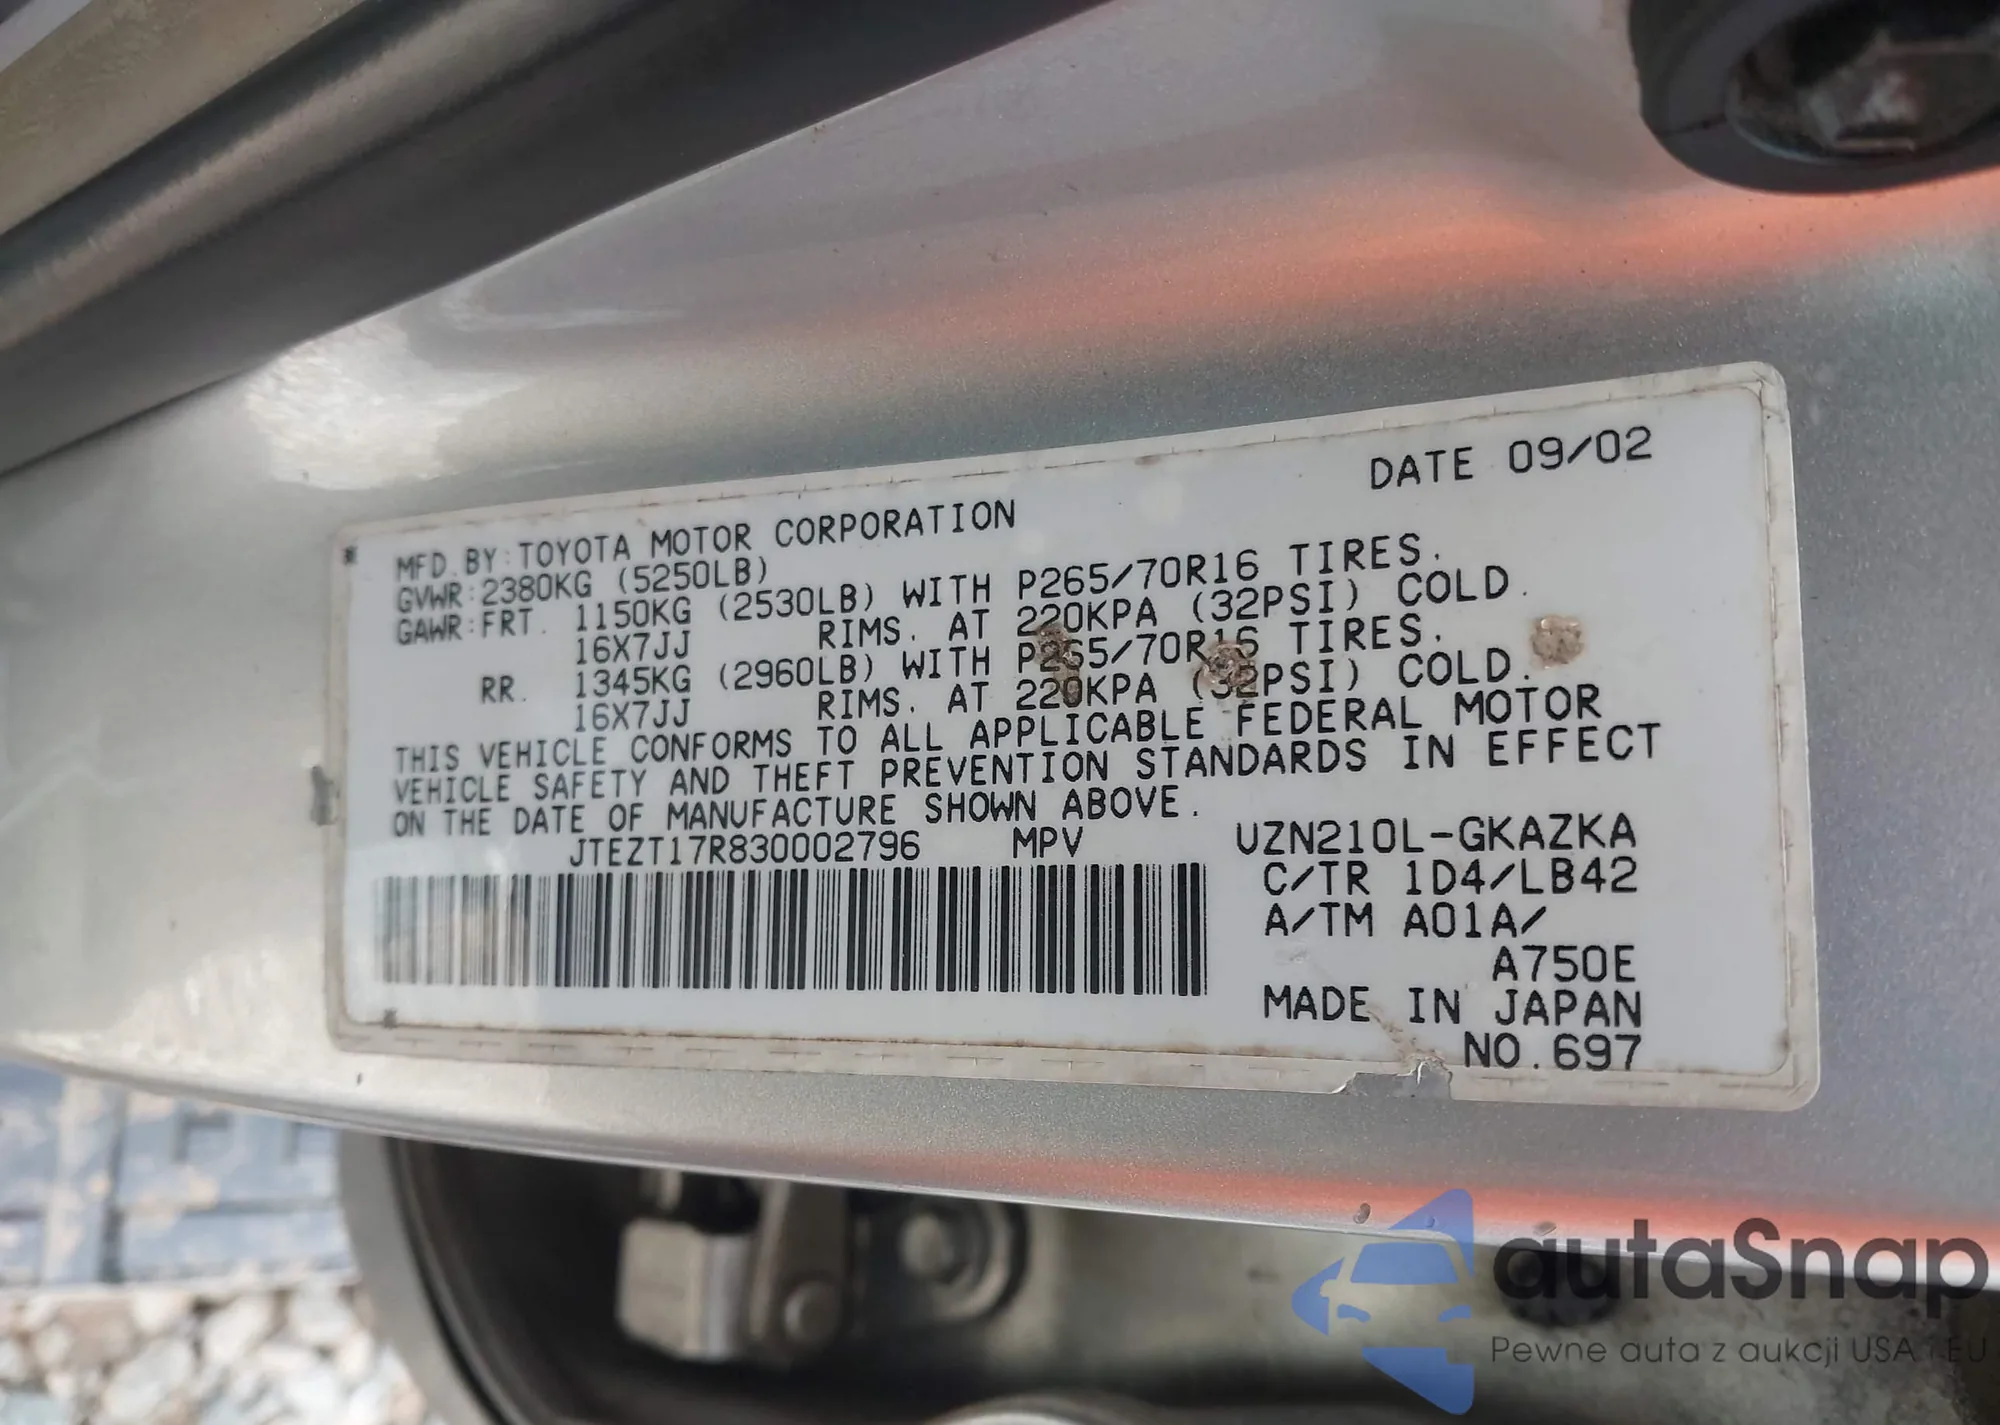 DATE 09/02
MFD.BY:TOYOTA MOTOR CORPORATION
GVWR:2380KG (5250LB)
GAWR:FRT. 1150KG (2530LB) WITH P265/70R16 TIRES.
16X7JJ RIMS. AT 220KPA (32PSI) COLD.
RR. 1345KG (2960LB) WITH P265/70R16 TIRES.
16X7JJ RIMS. AT 220KPA (32PSI) COLD.
THIS VEHICLE CONFORMS TO ALL APPLICABLE FEDERAL MOTOR
VEHICLE SAFETY AND THEFT PREVENTION STANDARDS IN EFFECT
ON THE DATE OF MANUFACTURE SHOWN ABOVE.
JTEZT17R830002796 MPV UZN210L-GKAZKA
C/TR 1D4/LB42
A/TM A01A/
A750E
MADE IN JAPAN
NO.697
autaSnap
Pewne auta z aukcji USA i EU